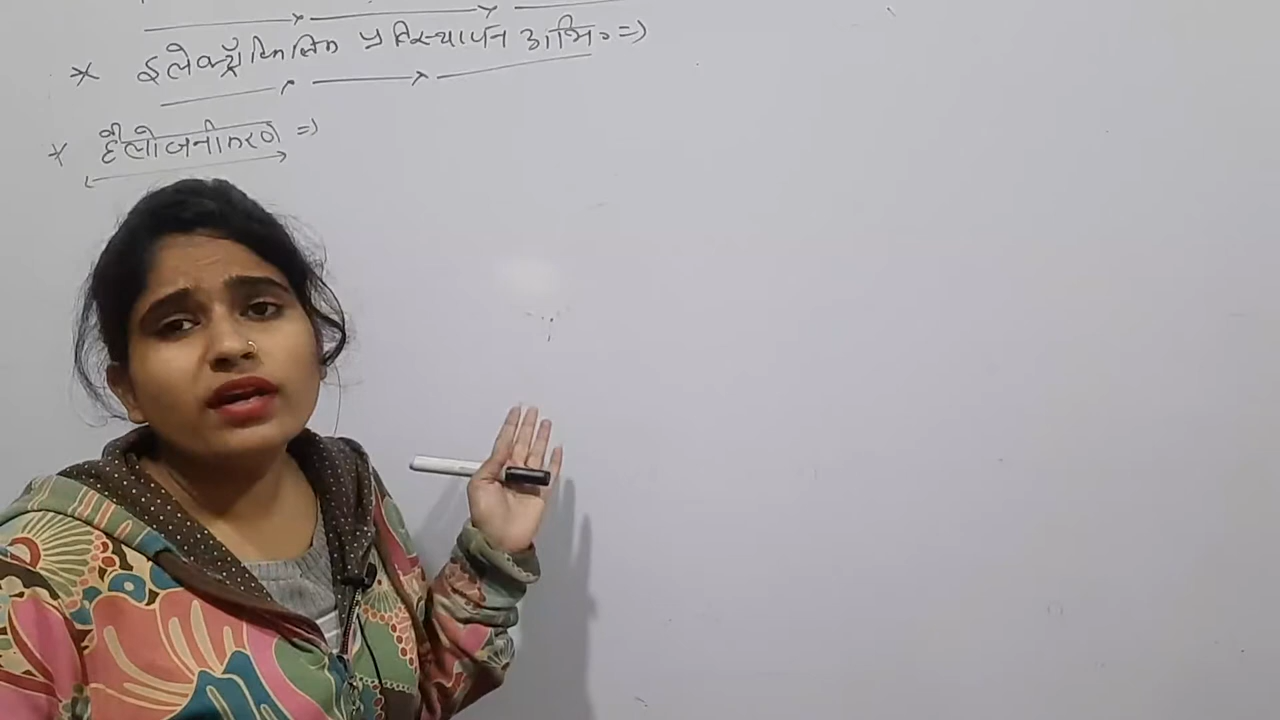 * इलेक्ट्रॉनिलिन प्रतिस्थापन अभि० =>
* हैलोजनीकरण =>